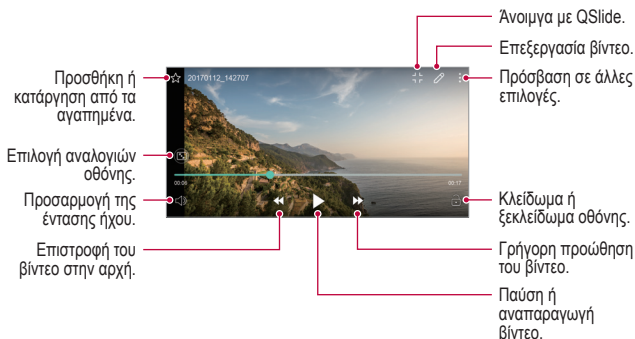 Άνοιγμα με QSlide.
Επεξεργασία βίντεο.
Πρόσβαση σε άλλες
επιλογές.
Προσθήκη ή
κατάργηση από τα
αγαπημένα.
20170112_142707
Επιλογή αναλογιών
οθόνης.
00:06
00:17
Προσαρμογή της
έντασης ήχου.
Κλείδωμα ή
ξεκλείδωμα οθόνης.
Επιστροφή του
βίντεο στην αρχή.
Γρήγορη προώθηση
του βίντεο.
Παύση ή
αναπαραγωγή
βίντεο.